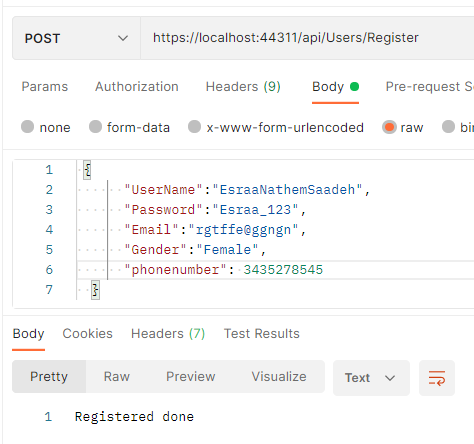 POST https://localhost:44311/api/Users/Register
Params Authorization Headers (9) Body Pre-request S
none form-data x-www-form-urlencoded raw bin
1 {
2 "UserName":"EsraaNathemSaadeh",
3 "Password":"Esraa_123",
4 "Email":"rgtffe@ggngn",
5 "Gender":"Female",
6 "phonenumber": 3435278545
7 }
Body Cookies Headers (7) Test Results
Pretty Raw Preview Visualize Text
1 Registered done